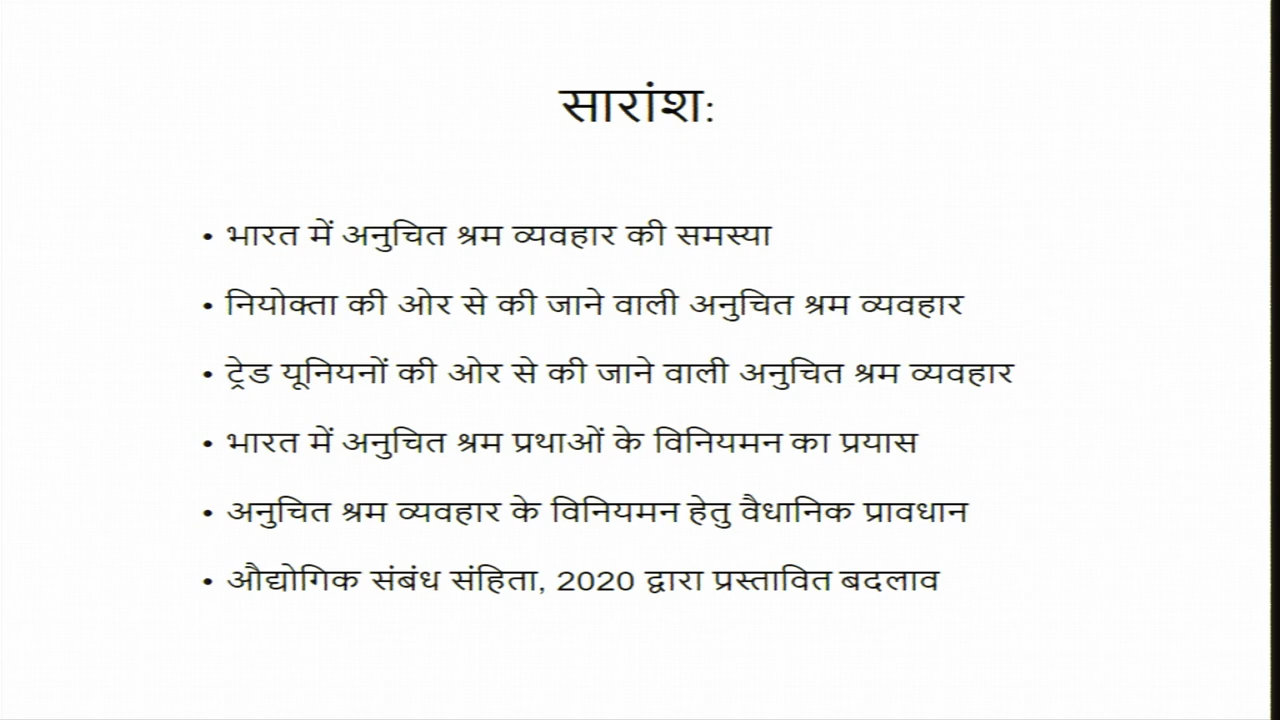 सारांश:
• भारत में अनुचित श्रम व्यवहार की समस्या
• नियोक्ता की ओर से की जाने वाली अनुचित श्रम व्यवहार
• ट्रेड यूनियनों की ओर से की जाने वाली अनुचित श्रम व्यवहार
• भारत में अनुचित श्रम प्रथाओं के विनियमन का प्रयास
• अनुचित श्रम व्यवहार के विनियमन हेतु वैधानिक प्रावधान
• औद्योगिक संबंध संहिता, 2020 द्वारा प्रस्तावित बदलाव